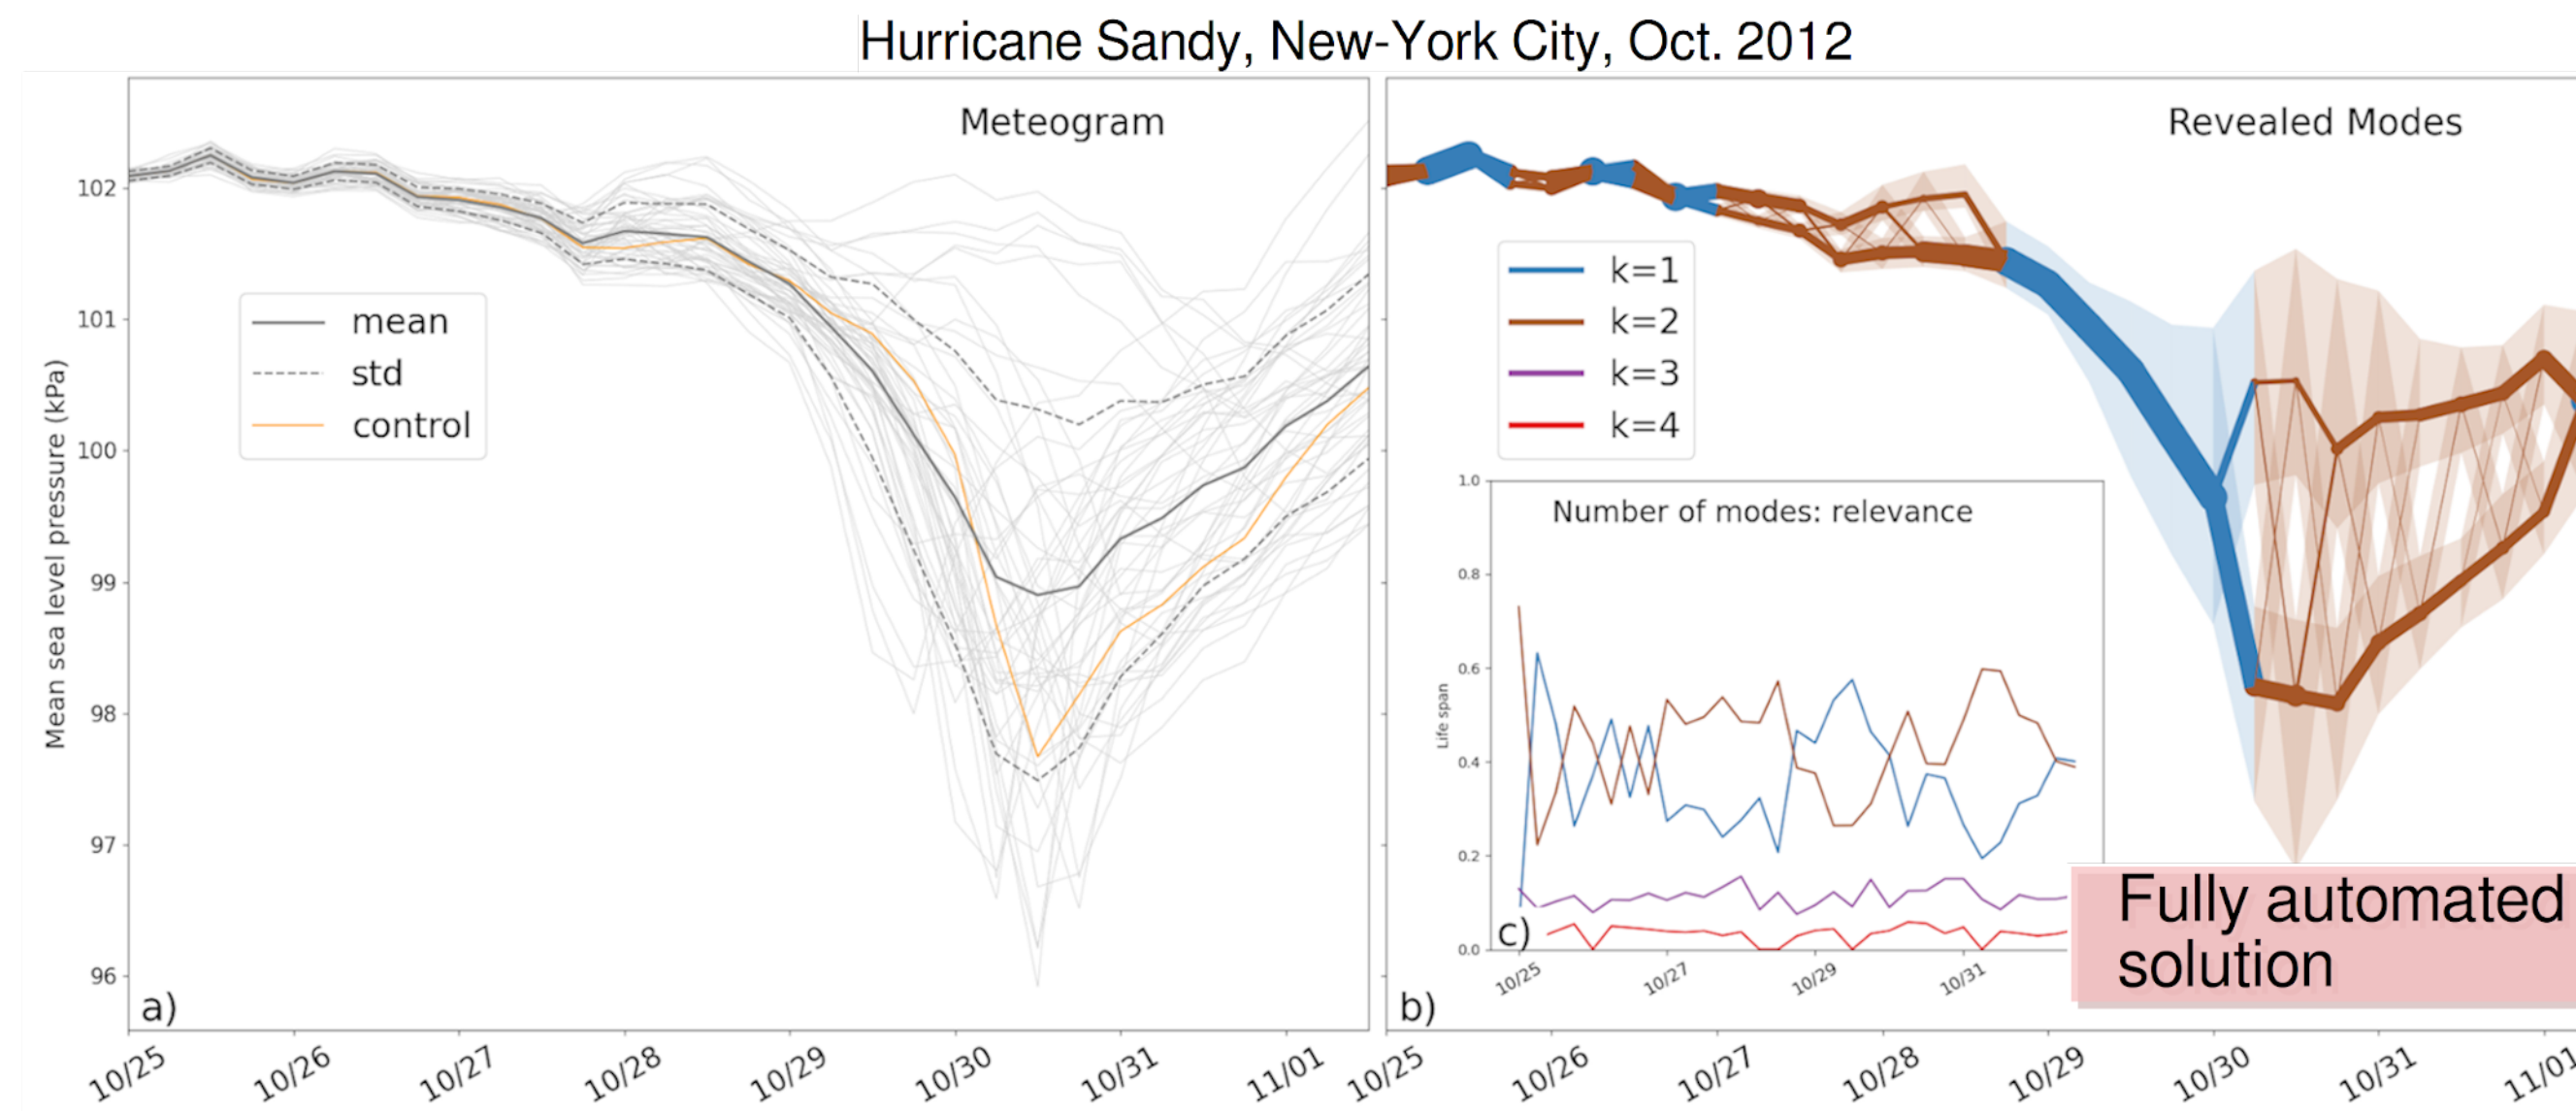 Hurricane Sandy, New-York City, Oct. 2012
Meteogram
102
101
100
99
98
97
96
Mean sea level pressure (kPa)
mean
std
control
a)
10/25
10/26
10/27
10/28
10/29
10/30
10/31
11/01
Revealed Modes
k=1
k=2
k=3
k=4
Number of modes: relevance
1.0
0.8
0.6
0.4
0.2
0.0
Life span
c)
10/25
10/27
10/29
10/31
Fully automated
solution
b)
10/25
10/26
10/27
10/28
10/29
10/30
10/31
11/01